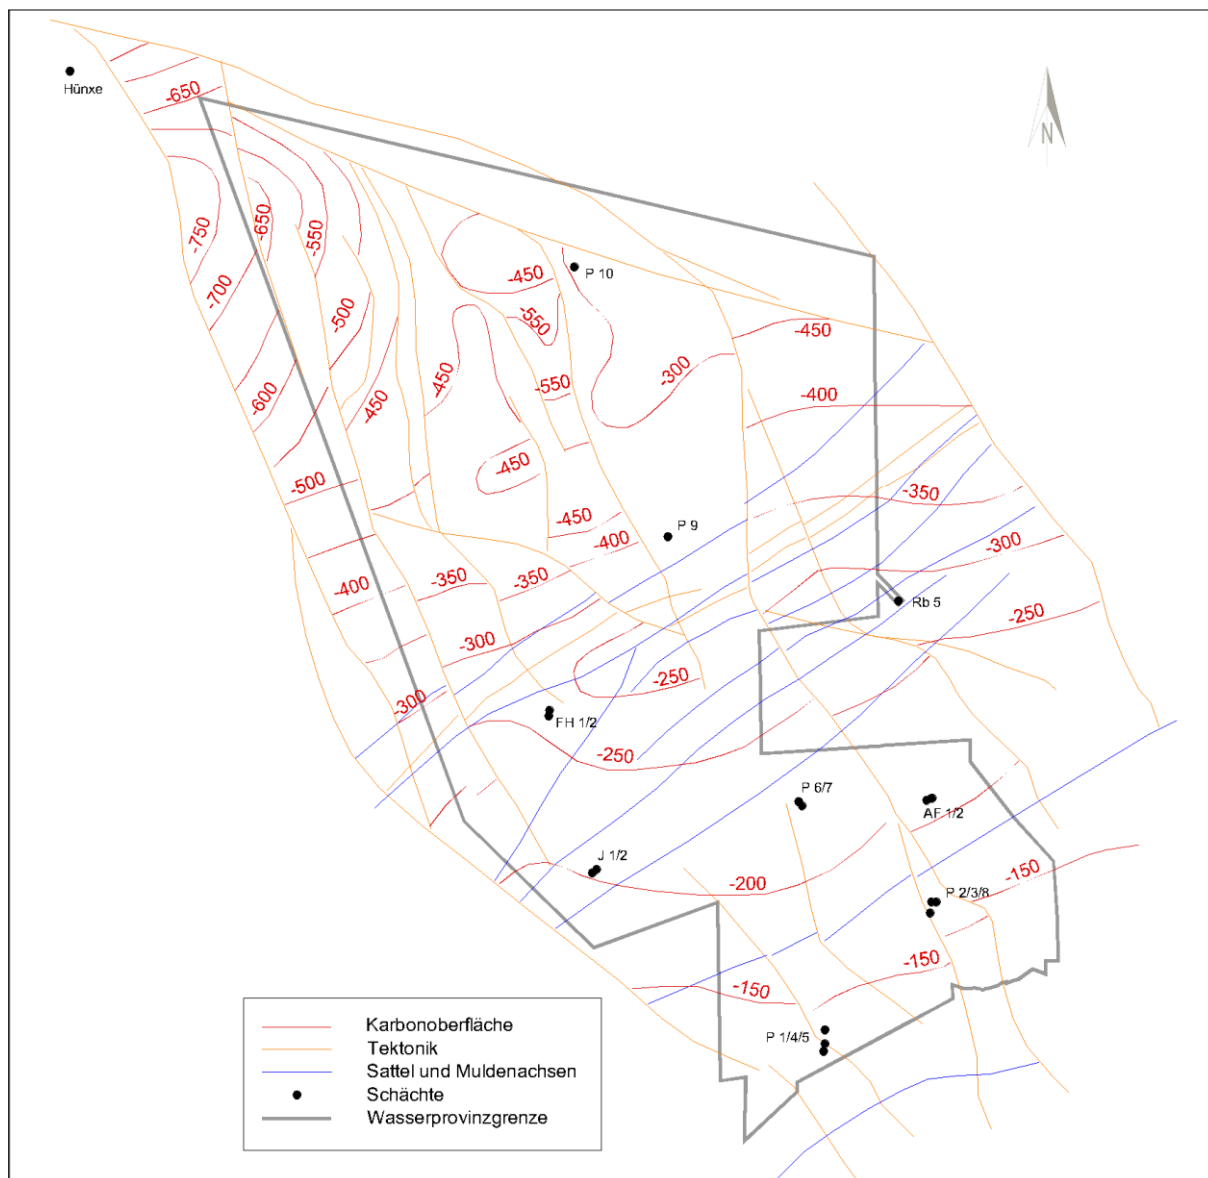 Hünxe
N
-650
-750
-650
-550
-700
-500
-450
P 10
-550
-450
-300
-450
-600
-450
-550
-400
-450
-500
-350
-450
P 9
-400
-300
-400
-350
-350
Rb 5
-250
-300
-250
-300
FH 1/2
-250
P 6/7
AF 1/2
J 1/2
-200
-150
P 2/3/8
-150
-150
P 1/4/5
Karbonoberfläche
Tektonik
Sattel und Muldenachsen
Schächte
Wasserprovinzgrenze